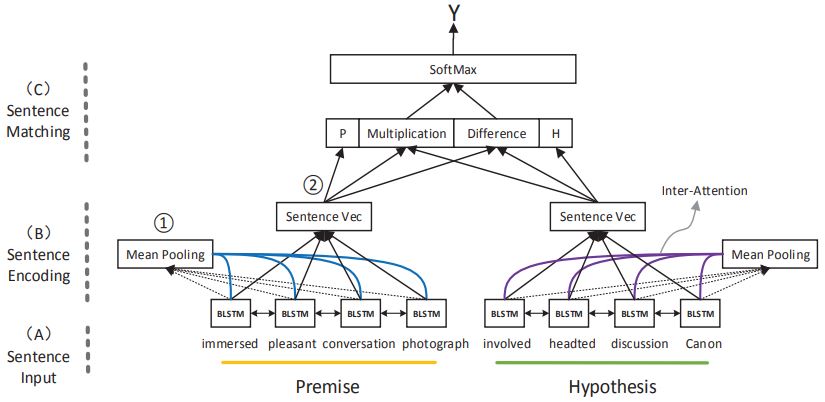 Y
(C)
Sentence
Matching
SoftMax
P Multiplication Difference H
②
Inter-Attention
①
Sentence Vec Sentence Vec
(B)
Sentence
Encoding
Mean Pooling Mean Pooling
BLSTM BLSTM BLSTM BLSTM BLSTM BLSTM BLSTM BLSTM
(A)
Sentence
Input
immersed pleasant conversation photograph involved headted discussion Canon
Premise Hypothesis